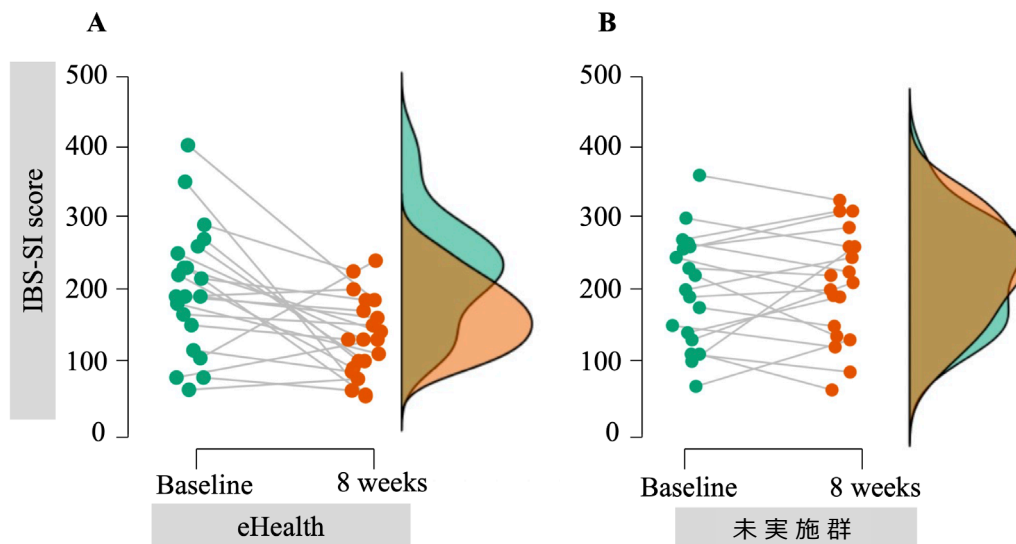 A
B
IBS-SI score
500
400
300
200
100
0
500
400
300
200
100
0
Baseline
8 weeks
Baseline
8 weeks
eHealth
未実施群